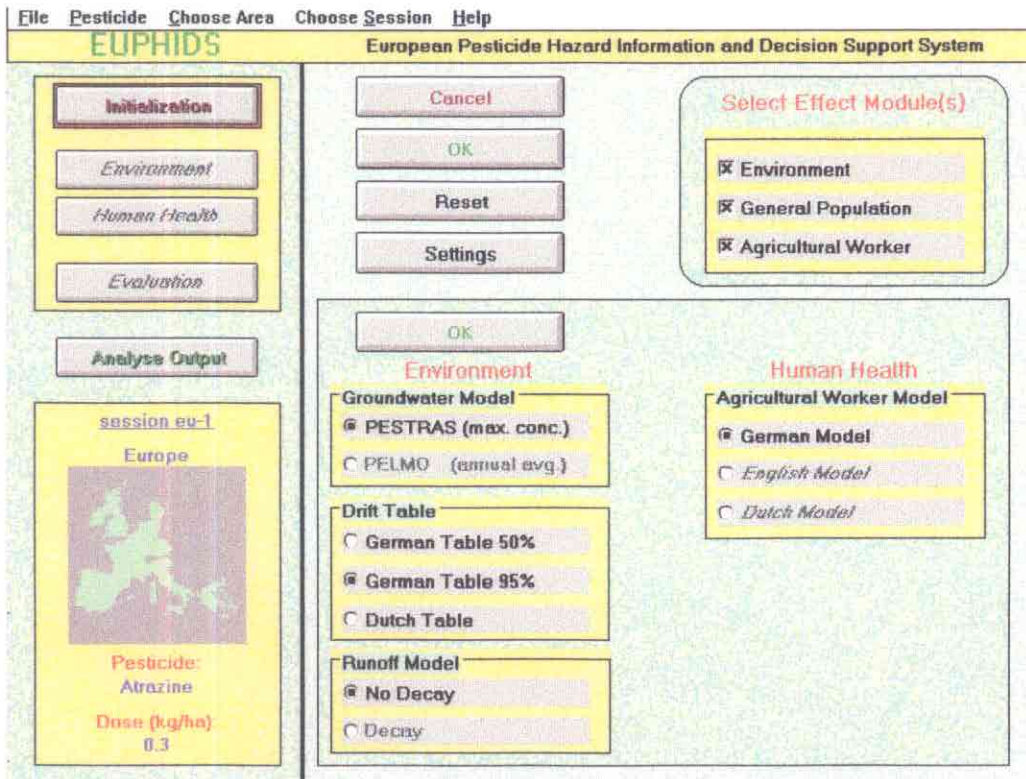 File Pesticide Choose Area Choose Session Help
EUPHIDS
European Pesticide Hazard Information and Decision Support System
Initialization
Environment
Human Health
Evaluation
Analyse Output
session eu-1
Europe
Pesticide:
Atrazine
Dose (kg/ha)
0.3
Cancel
OK
Reset
Settings
Select Effect Module(s)
Environment
General Population
Agricultural Worker
OK
Environment
Groundwater Model
PESTRAS (max. conc.)
PELMO (annual avg.)
Drift Table
German Table 50%
German Table 95%
Dutch Table
Runoff Model
No Decay
Decay
Human Health
Agricultural Worker Model
German Model
English Model
Dutch Model